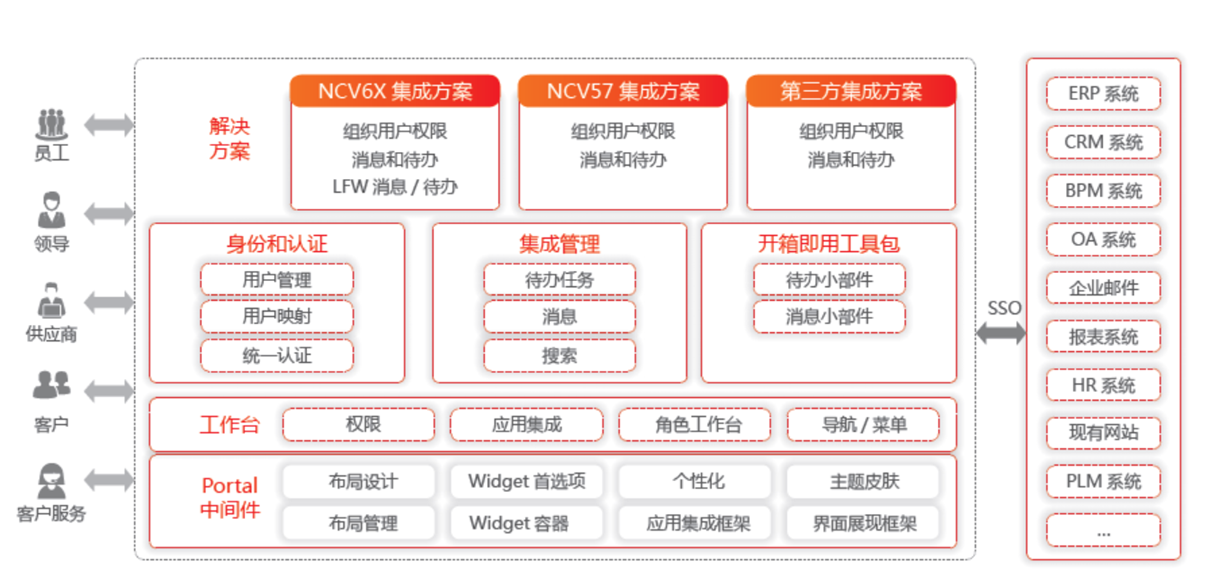 员工
领导
供应商
客户
客户服务
解决
方案
NCV6X 集成方案
组织用户权限
消息和待办
LFW 消息 / 待办
NCV57 集成方案
组织用户权限
消息和待办
第三方集成方案
组织用户权限
消息和待办
身份和认证
用户管理
用户映射
统一认证
集成管理
待办任务
消息
搜索
开箱即用工具包
待办小部件
消息小部件
工作台
权限
应用集成
角色工作台
导航 / 菜单
Portal
中间件
布局设计
Widget 首选项
个性化
主题皮肤
布局管理
Widget 容器
应用集成框架
界面展现框架
SSO
ERP 系统
CRM 系统
BPM 系统
OA 系统
企业邮件
报表系统
HR 系统
现有网站
PLM 系统
...